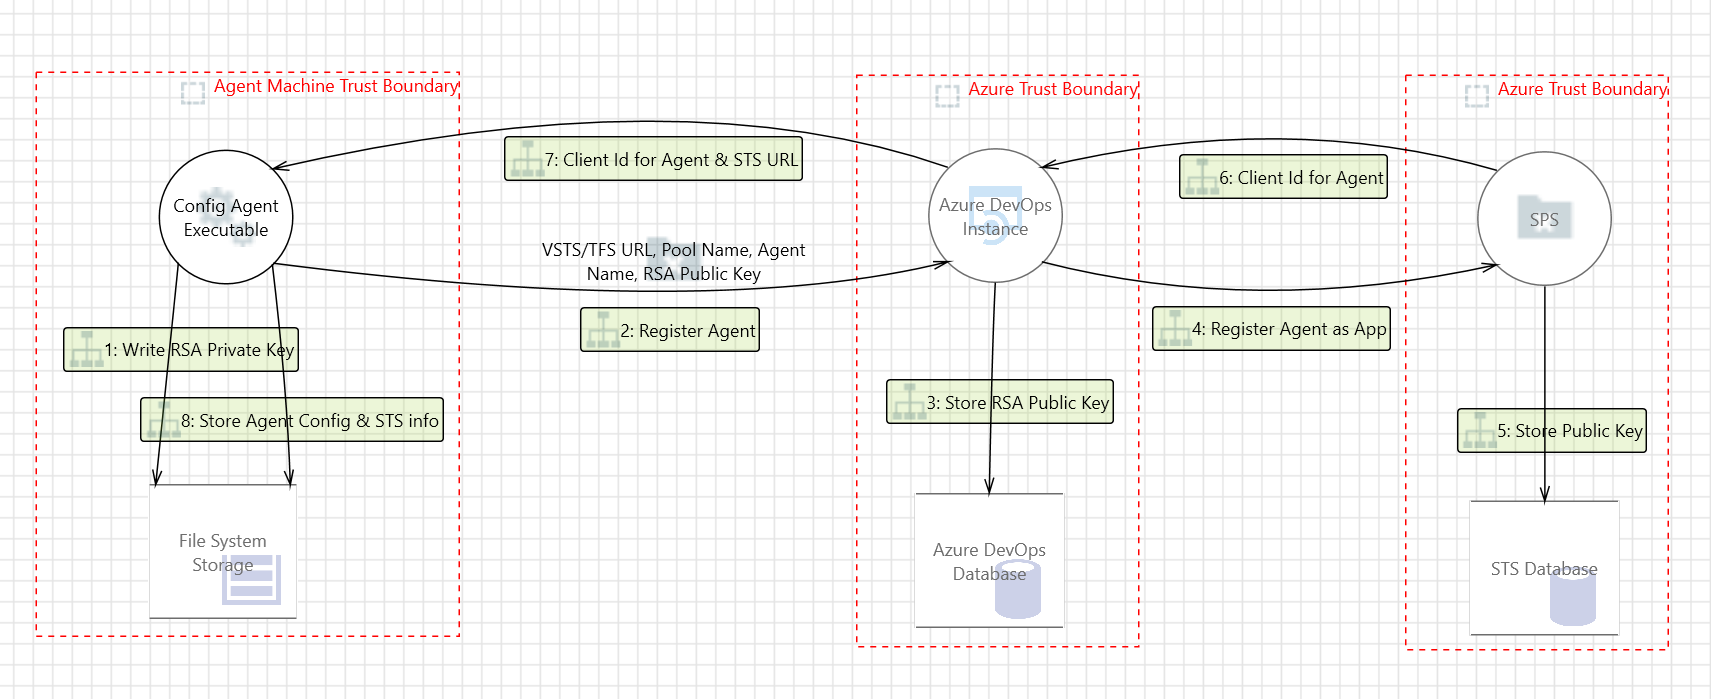 Agent Machine Trust Boundary
Azure Trust Boundary
Azure Trust Boundary
7: Client Id for Agent & STS URL
6: Client Id for Agent
Config Agent
Executable
Azure DevOps
Instance
SPS
VSTS/TFS URL, Pool Name, Agent
Name, RSA Public Key
2: Register Agent
4: Register Agent as App
1: Write RSA Private Key
8: Store Agent Config & STS info
3: Store RSA Public Key
5: Store Public Key
File System
Storage
Azure DevOps
Database
STS Database